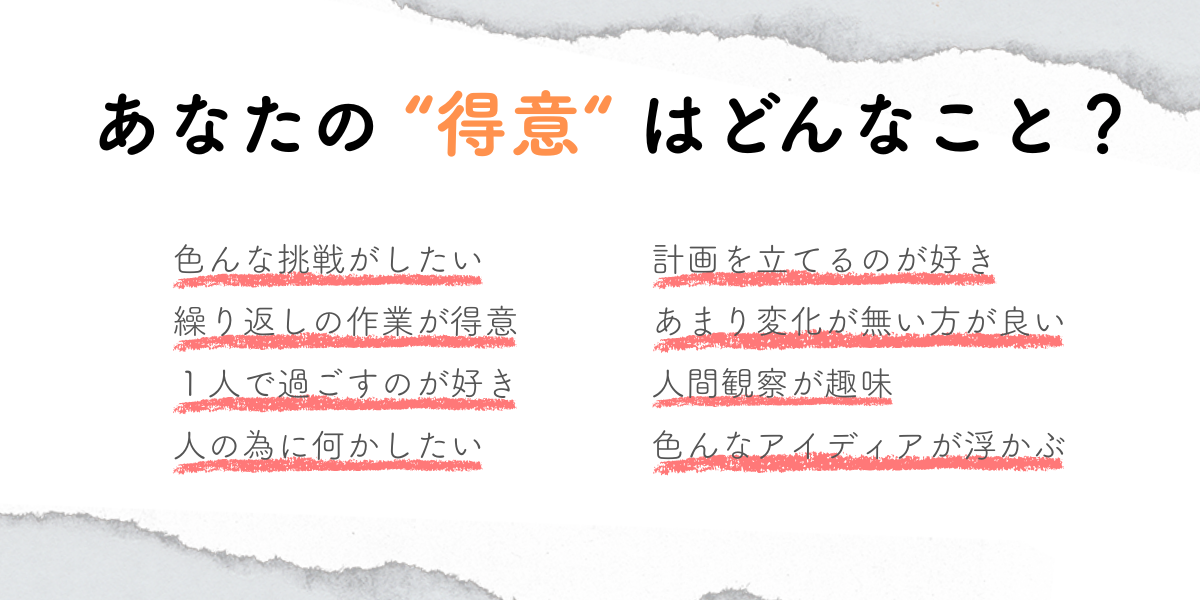 あなたの“得意“はどんなこと？
色んな挑戦がしたい
繰り返しの作業が得意
１人で過ごすのが好き
人の為に何かしたい
計画を立てるのが好き
あまり変化が無い方が良い
人間観察が趣味
色んなアイディアが浮かぶ